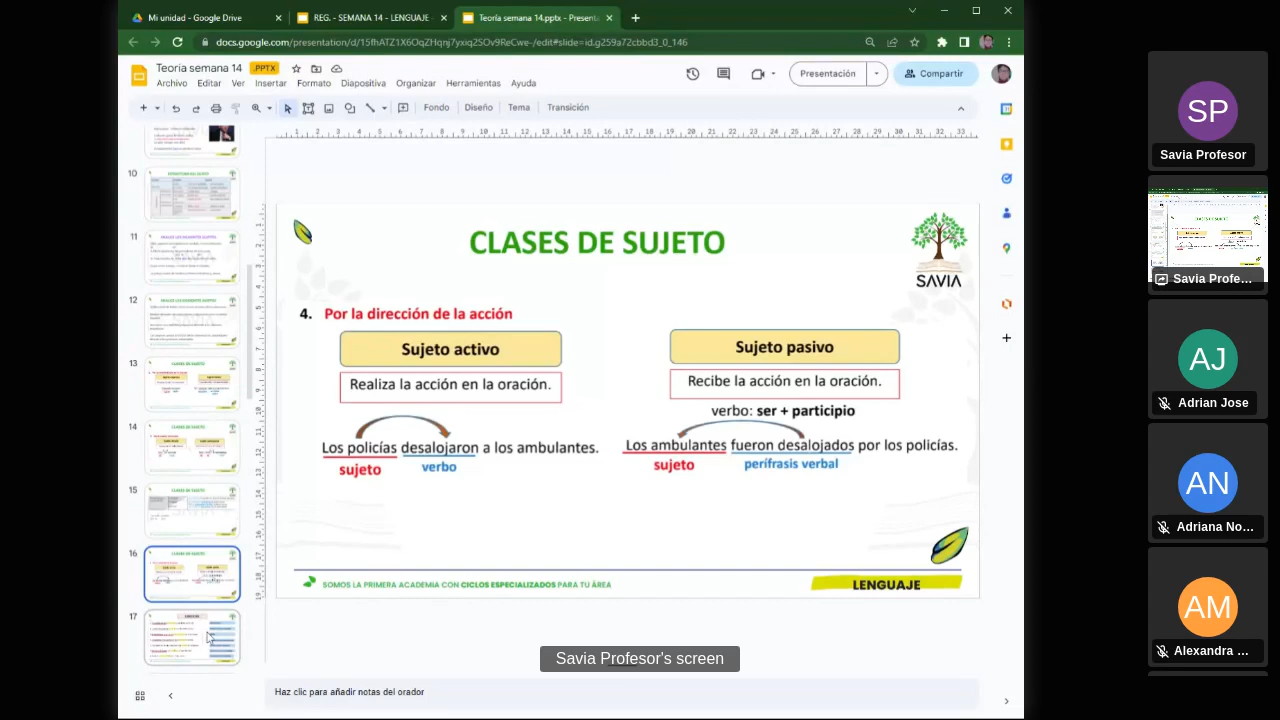 Mi unidad - Google Drive
REG. - SEMANA 14 - LENGUAJE -
Teoría semana 14.pptx - Presenta
docs.google.com/presentation/d/15fhATZ1X6OqZHqnj7yxiq2SOv9ReCwe-/edit#slide=id.g259a72cbbd3_0_146
Teoría semana 14 .PPTX
Archivo Editar Ver Insertar Formato Diapositiva Organizar Herramientas Ayuda
Presentación
Compartir
Fondo Diseño Tema Transición
10
11
12
13
14
15
16
17
CLASES DE SUJETO
SAVIA
4. Por la dirección de la acción
Sujeto activo
Sujeto pasivo
Realiza la acción en la oración.
Recibe la acción en la oración.
verbo: ser + participio
Los policías desalojaron a los ambulantes.
Los ambulantes fueron desalojados por los policías.
sujeto verbo
sujeto perífrasis verbal
SOMOS LA PRIMERA ACADEMIA CON CICLOS ESPECIALIZADOS PARA TU ÁREA
LENGUAJE
Savia Profesor's screen
Haz clic para añadir notas del orador
SP
Savia Profesor
Savia Profe...
AJ
Adrian Jose
AN
Adriana No...
AM
Alexandra ...